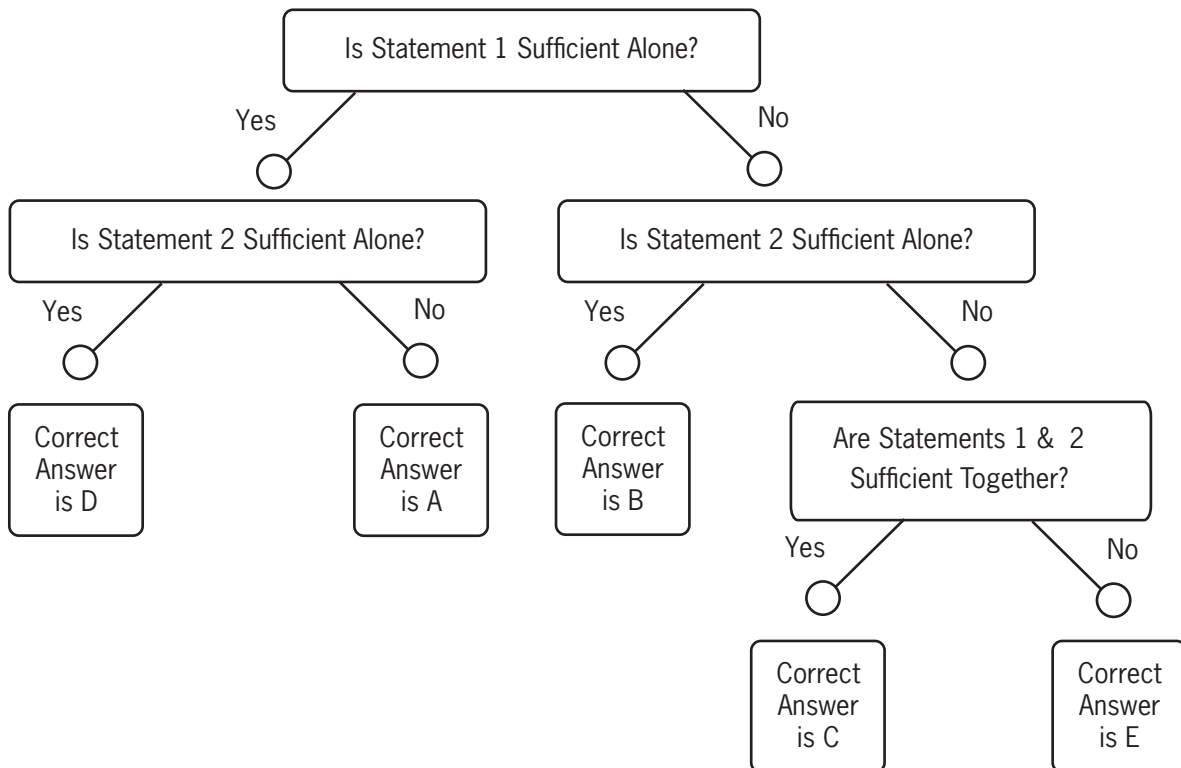 Is Statement 1 Sufficient Alone?
Yes
No
Is Statement 2 Sufficient Alone?
Is Statement 2 Sufficient Alone?
Yes
No
Yes
No
Correct
Answer
is D
Correct
Answer
is A
Correct
Answer
is B
Are Statements 1 & 2
Sufficient Together?
Yes
No
Correct
Answer
is C
Correct
Answer
is E